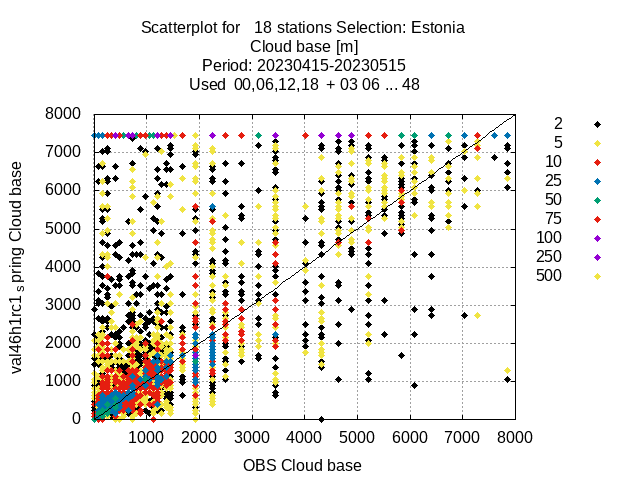 Scatterplot for 18 stations Selection: Estonia
Cloud base [m]
Period: 20230415-20230515
Used 00,06,12,18 + 03 06 ... 48
8000
7000
6000
5000
4000
3000
2000
1000
0
val46h1rc1 s pring Cloud base
1000 2000 3000 4000 5000 6000 7000 8000
OBS Cloud base
2
5
10
25
50
75
100
250
500